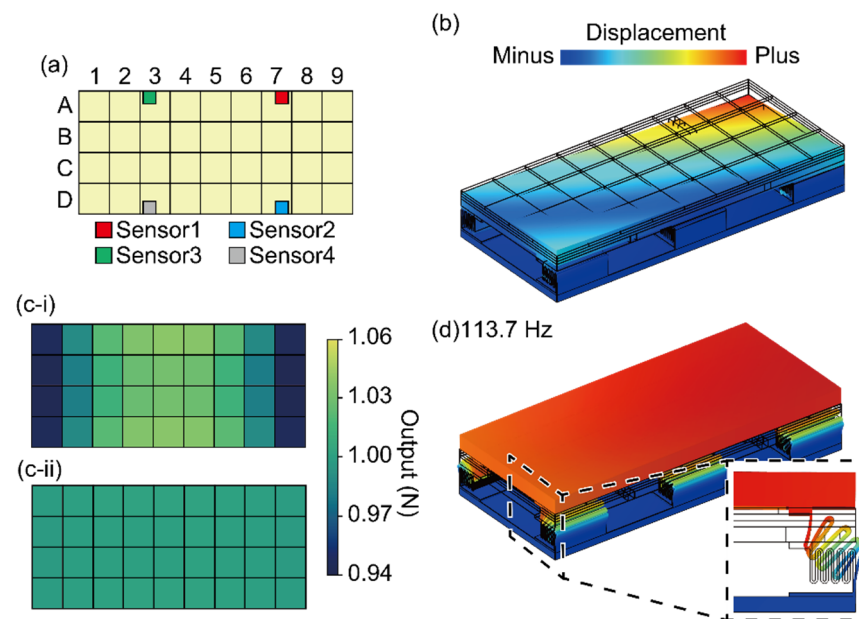 (a)
1 2 3 4 5 6 7 8 9
A
B
C
D
Sensor1 Sensor2
Sensor3 Sensor4
(b)
Displacement
Minus Plus
(c-i)
(c-ii)
1.06
1.03
1.00
0.97
0.94
Output (N)
(d)113.7 Hz